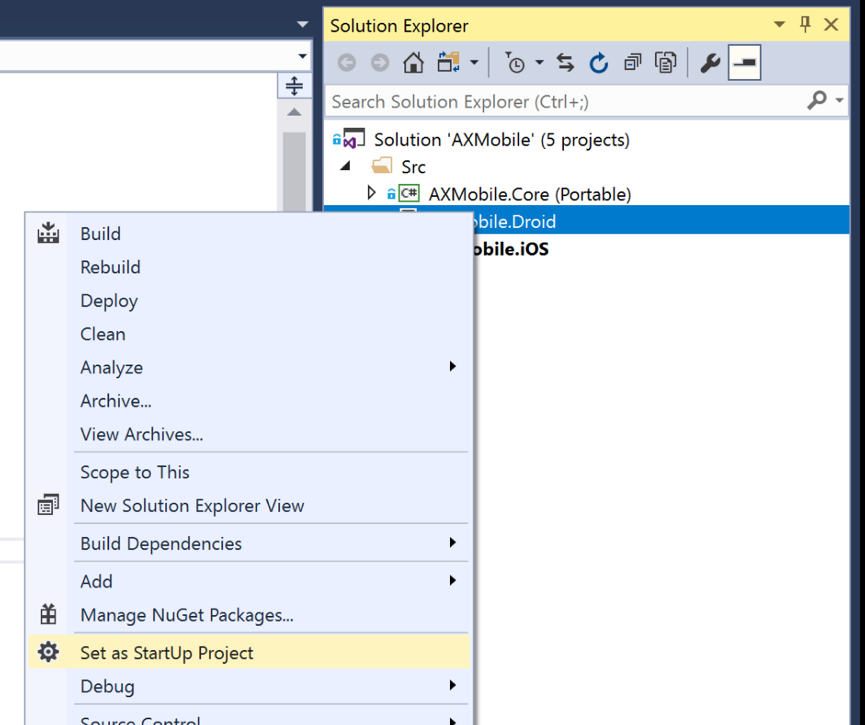 Solution Explorer
Search Solution Explorer (Ctrl+;)
Solution 'AXMobile' (5 projects)
Src
C# AXMobile.Core (Portable)
obile.Droid
obile.iOS
Build
Rebuild
Deploy
Clean
Analyze
Archive...
View Archives...
Scope to This
New Solution Explorer View
Build Dependencies
Add
Manage NuGet Packages...
Set as StartUp Project
Debug
Source Control